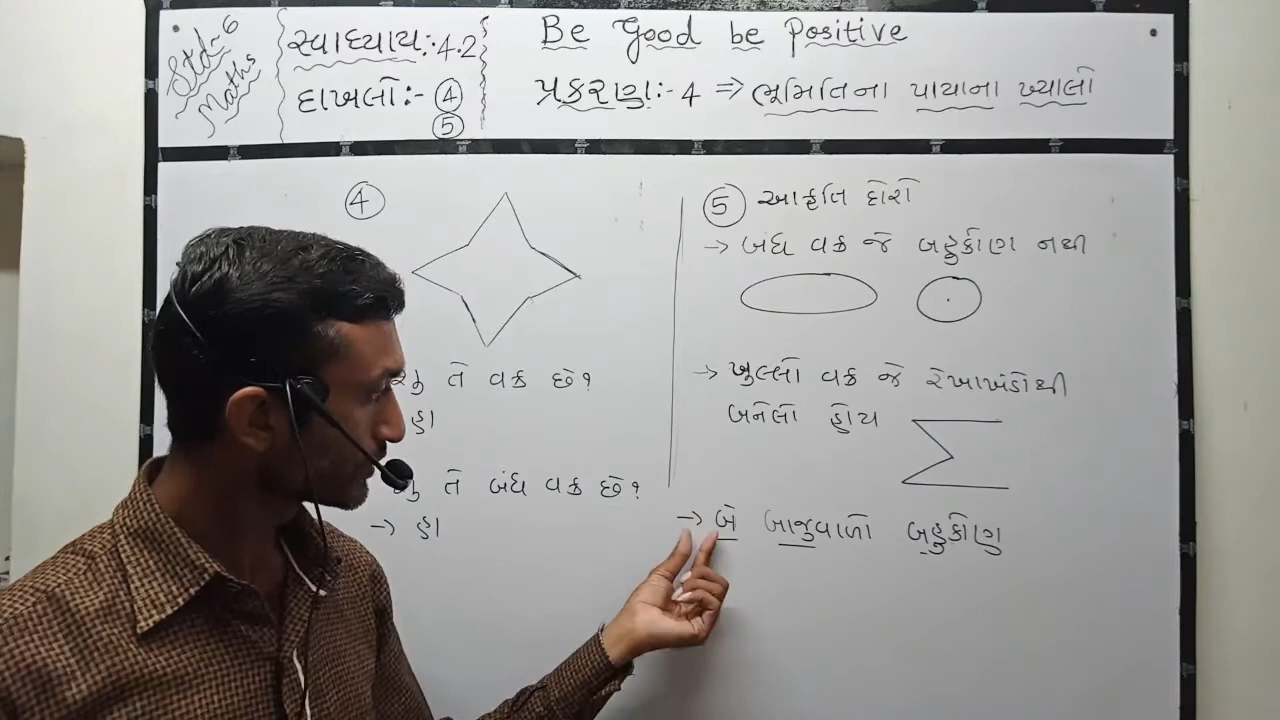 Std-6
Maths
સ્વાધ્યાય:- 4.2
દાખલો:- ④
⑤
Be Good be Positive
પ્રકરણ:- 4 ⇒ ભૂમિતિના પાયાના ખ્યાલો
④
તે વક્ર છે?
હા
તે બંધ વક્ર છે?
→ હા
⑤ આકૃતિ દોરો
→ બંધ વક્ર જે બહુકોણ નથી
→ ખુલ્લો વક્ર જે રેખાખંડોથી
બનેલો હોય
→ બે બાજુવાળો બહુકોણ